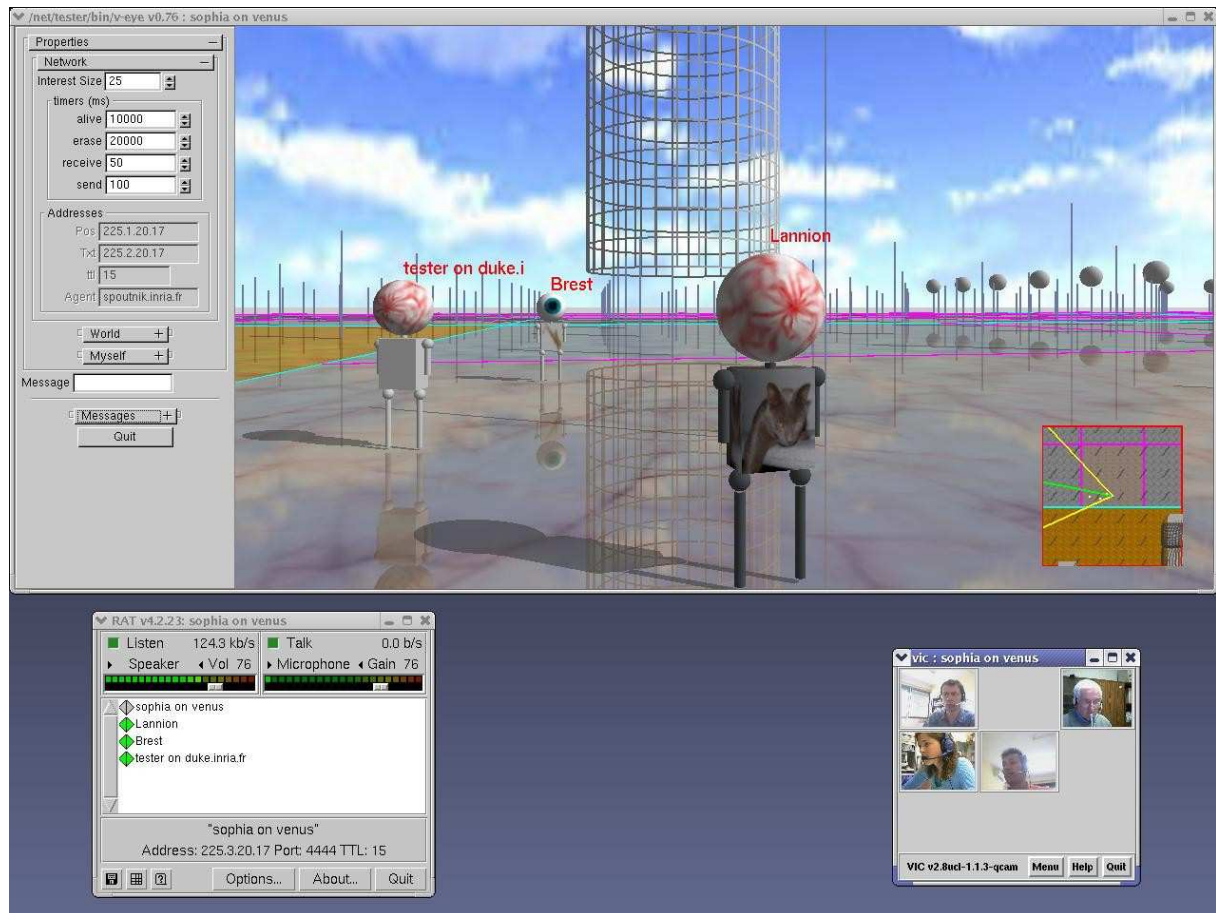 /net/tester/bin/v-eye v0.76 : sophia on venus
Properties
Network
Interest Size 25
timers (ms)
alive 10000
erase 20000
receive 50
send 100
Addresses
Pos 225.1.20.17
Txt 225.2.20.17
ttl 15
Agent spoutnik.inria.fr
World +
Myself +
Message
Messages +
Quit
Lannion
tester on duke.i
Brest
RAT v4.2.23: sophia on venus
Listen 124.3 kb/s Talk 0.0 b/s
Speaker Vol 76 Microphone Gain 76
sophia on venus
Lannion
Brest
tester on duke.inria.fr
"sophia on venus"
Address: 225.3.20.17 Port: 4444 TTL: 15
Options... About... Quit
vic : sophia on venus
VIC v2.8ucl-1.1.3-qcam Menu Help Quit